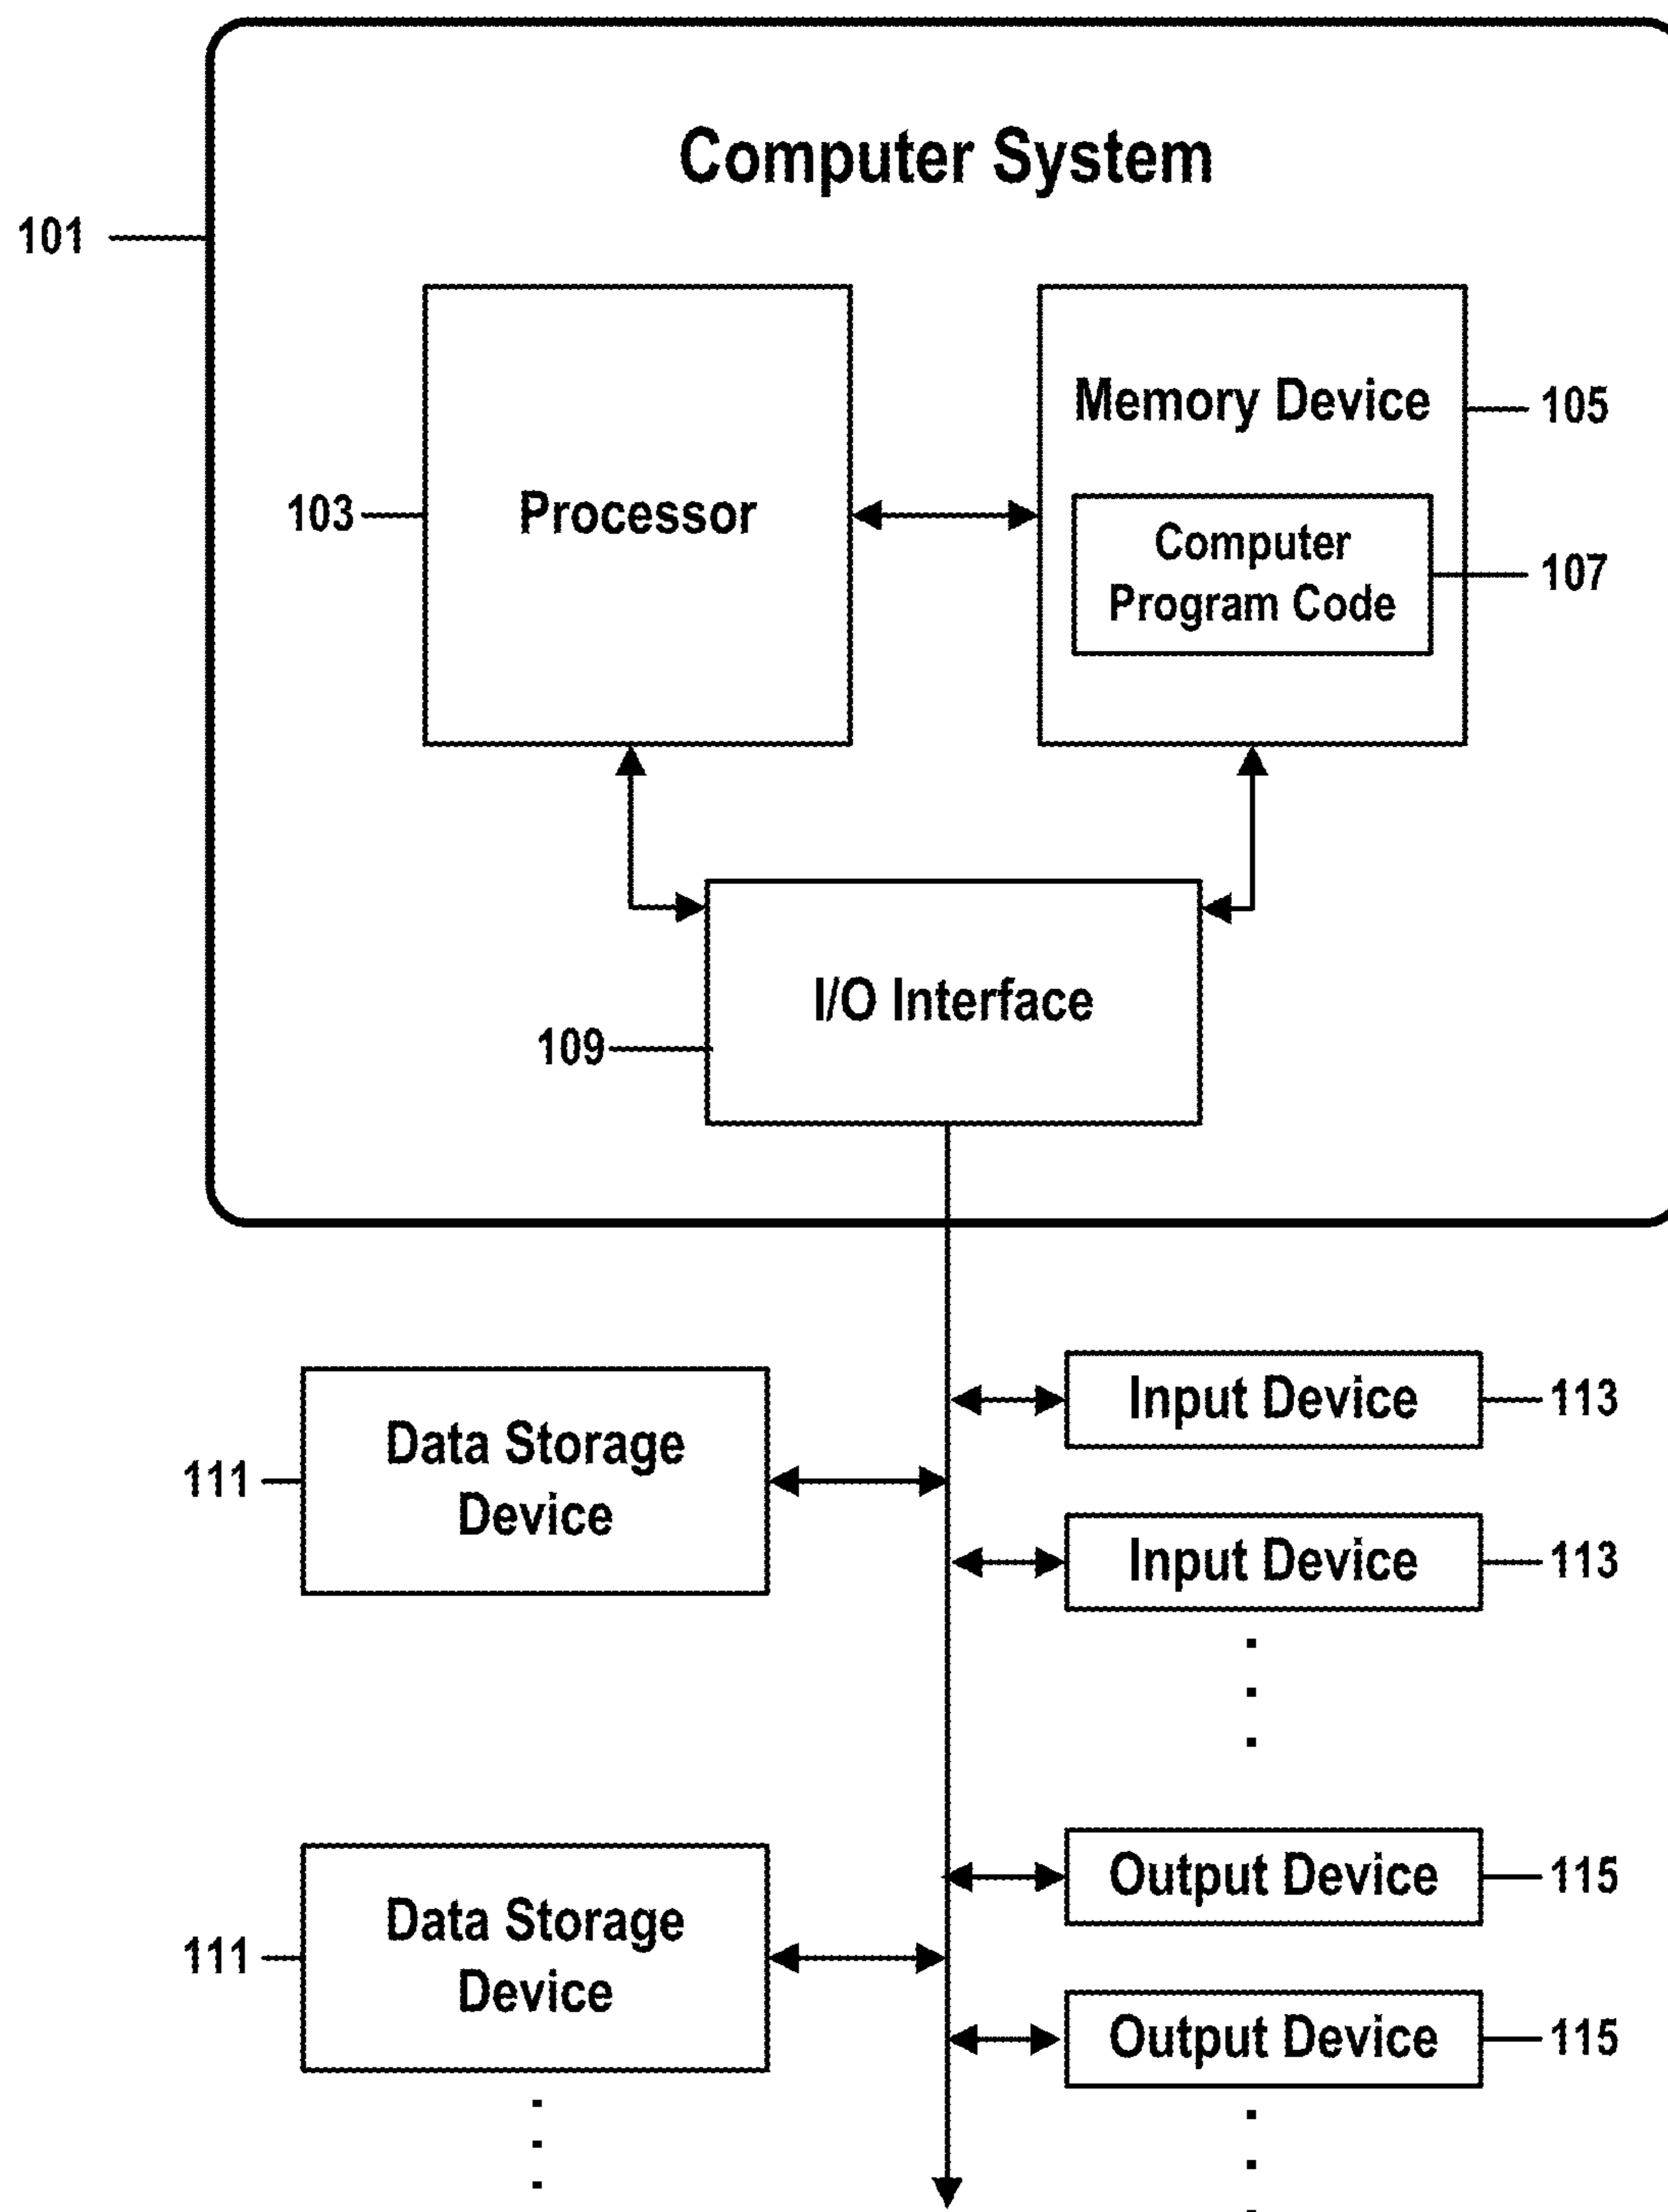 Computer System
101
Processor
103
Memory Device
105
Computer
Program Code
107
I/O Interface
109
Data Storage
Device
111
Input Device
113
Input Device
113
Data Storage
Device
111
Output Device
115
Output Device
115